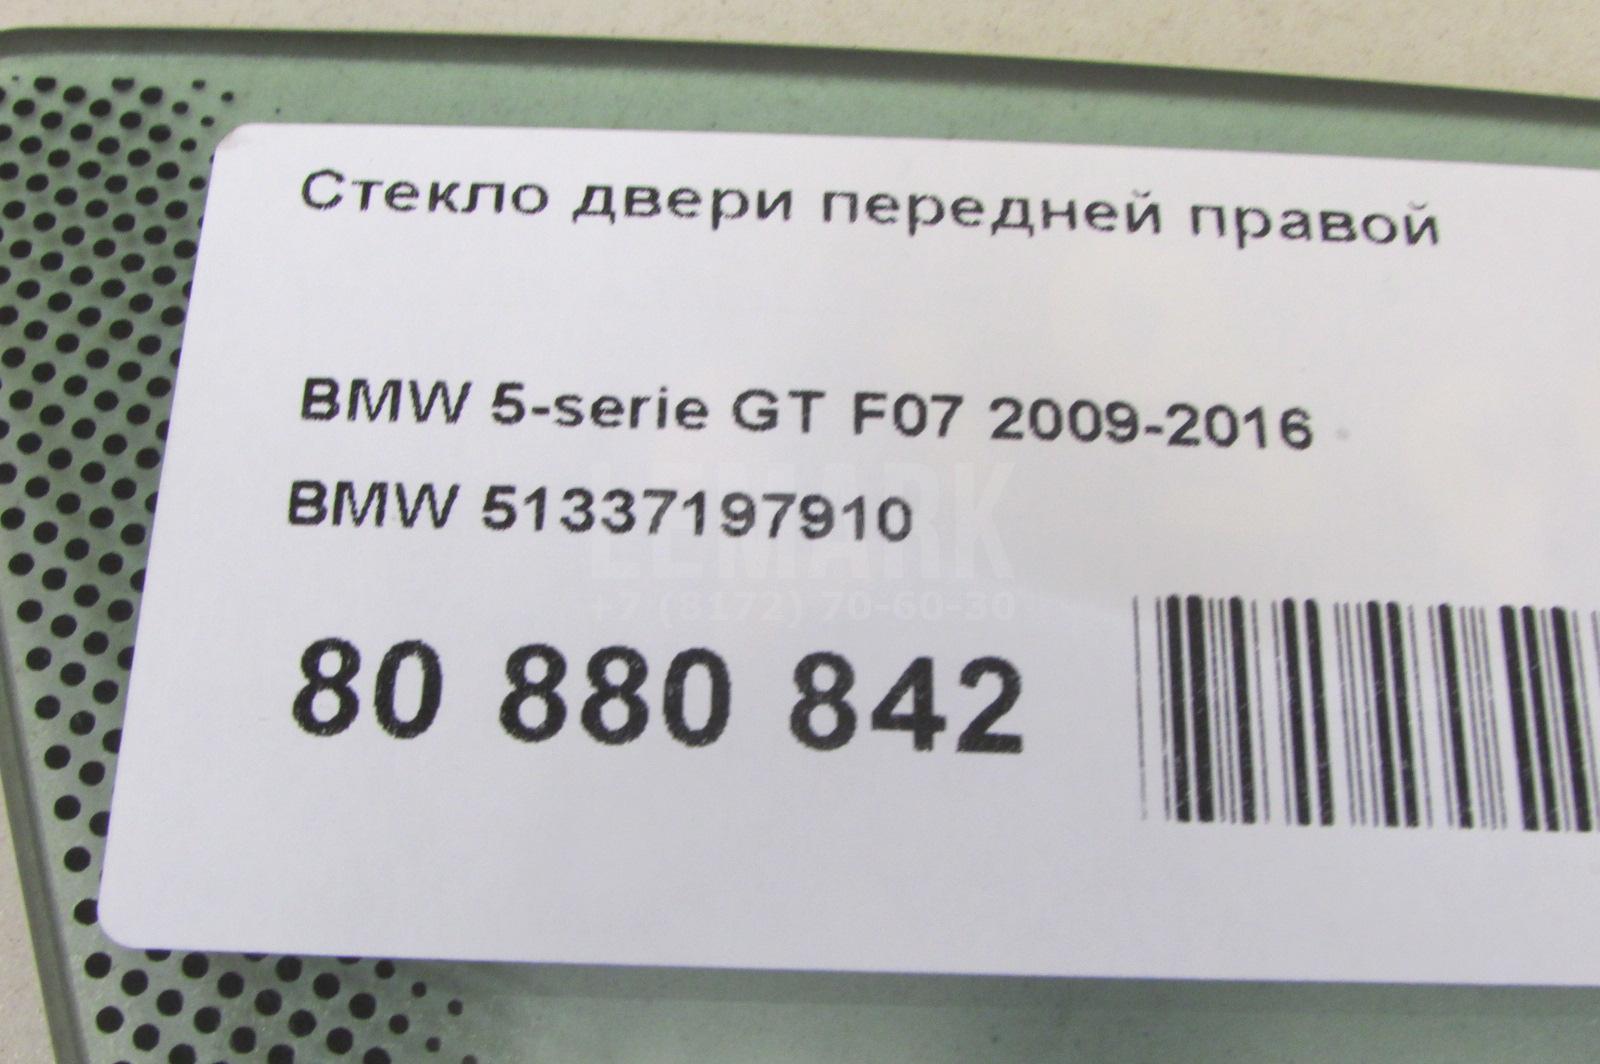 Стекло двери передней правой
BMW 5-serie GT F07 2009-2016
BMW 51337197910
LEMARK
+7 (8172) 70-60-30
80 880 842